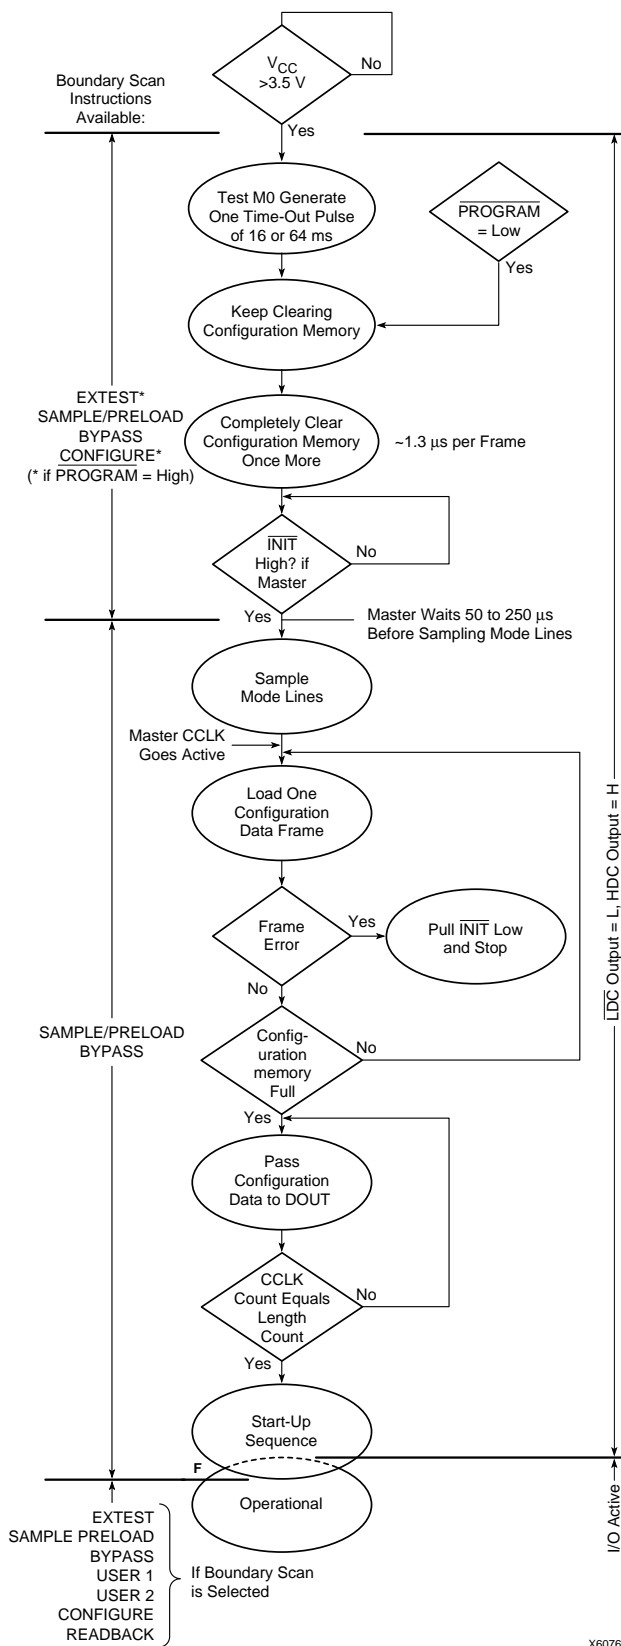 V_CC
>3.5 V
No
Boundary Scan
Instructions
Available:
Yes
Test M0 Generate
One Time-Out Pulse
of 16 or 64 ms
PROGRAM
= Low
Yes
Keep Clearing
Configuration Memory
EXTEST*
SAMPLE/PRELOAD
BYPASS
CONFIGURE*
(* if PROGRAM = High)
Completely Clear
Configuration Memory
Once More
~1.3 µs per Frame
INIT
High? if
Master
No
Yes
Master Waits 50 to 250 µs
Before Sampling Mode Lines
Sample
Mode Lines
Master CCLK
Goes Active
Load One
Configuration
Data Frame
LDC Output = L, HDC Output = H
Frame
Error
Yes
Pull INIT Low
and Stop
No
SAMPLE/PRELOAD
BYPASS
Config-
uration
memory
Full
No
Yes
Pass
Configuration
Data to DOUT
CCLK
Count Equals
Length
Count
No
Yes
Start-Up
Sequence
F
Operational
I/O Active
EXTEST
SAMPLE PRELOAD
BYPASS
USER 1
USER 2
CONFIGURE
READBACK
If Boundary Scan
is Selected
X6076